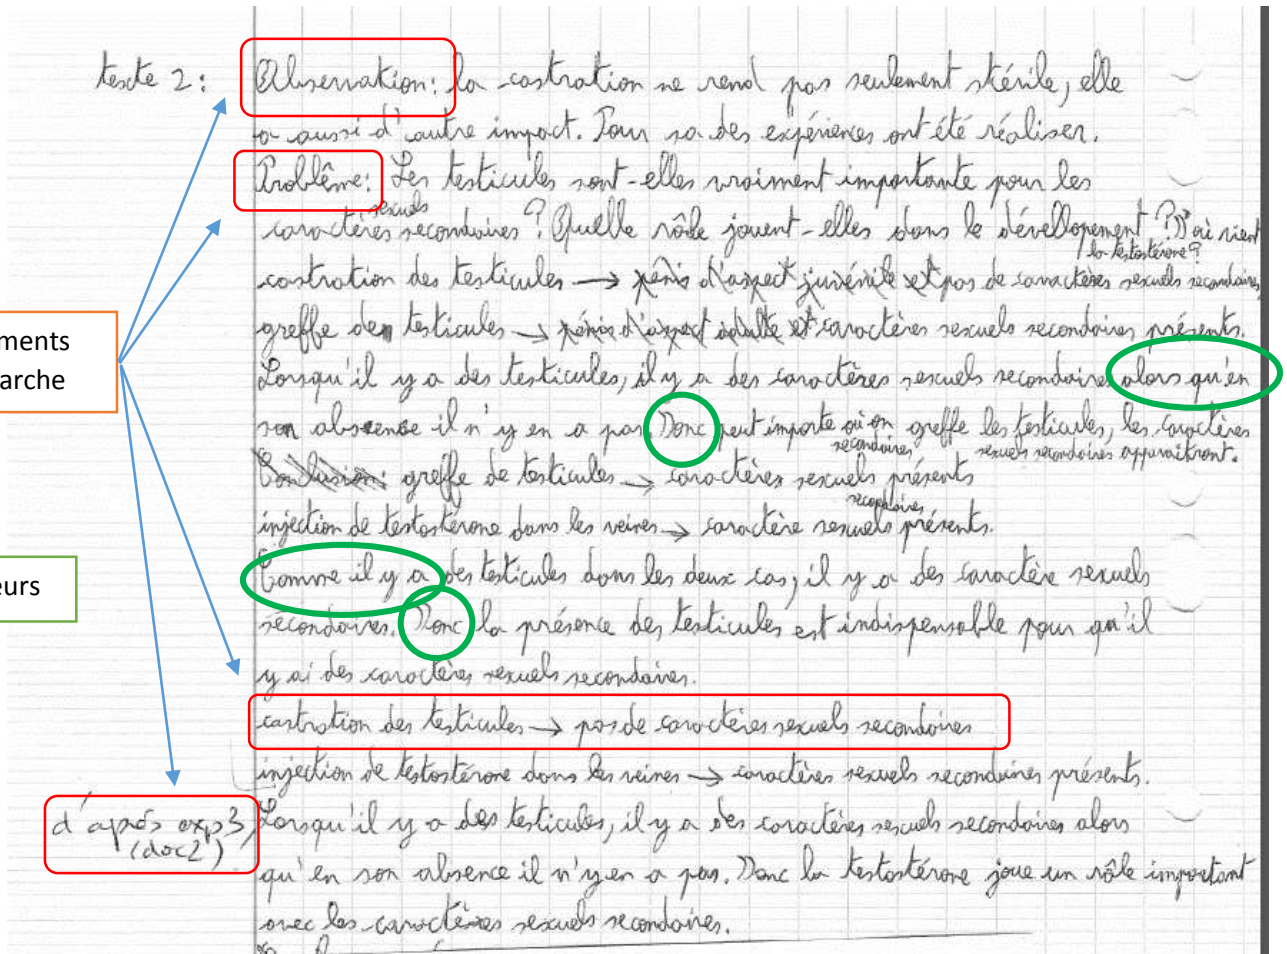 texte 2: Observation: la castration ne rend pas seulement stérile, elle
a aussi d'autre impact. Pour sa des expériences ont été réaliser.
Problême: Les testicules sont-elles vraiment importante pour les
caractères sexuels secondaires ? Quelle rôle jouent-elles dans le dévellopement ? D'où vient
la testostérone ?
castration des testicules → pénis d'aspect juvénile et pas de caractères sexuels secondaires
greffe de testicules → pénis d'aspect adulte et caractères sexuels secondaires présents.
ments
arche
Lorsqu'il y a des testicules, il y a des caractères sexuels secondaires alors qu'en
son absence il n'y en a pas. Donc peut importe où on greffe les testicules, les caractères
sexuels secondaires apparaitront.
Conclusion: greffe de testicules → caractères sexuels secondaires présents
injection de testostérone dans les veines → caractère sexuels secondaires présents.
eurs
Comme il y a des testicules dans les deux cas, il y a des caractère sexuels
secondaires. Donc la présence des testicules est indispensable pour qu'il
y ai des caractères sexuels secondaires.
castration des testicules → pas de caractères sexuels secondaires
injection de testostérone dans les veines → caractères sexuels secondaires présents.
d'après exp3 (doc2) Lorsqu'il y a des testicules, il y a des caractères sexuels secondaires alors
qu'en son absence il n'y en a pas. Donc la testostérone joue un rôle important
avec les caractères sexuels secondaires.